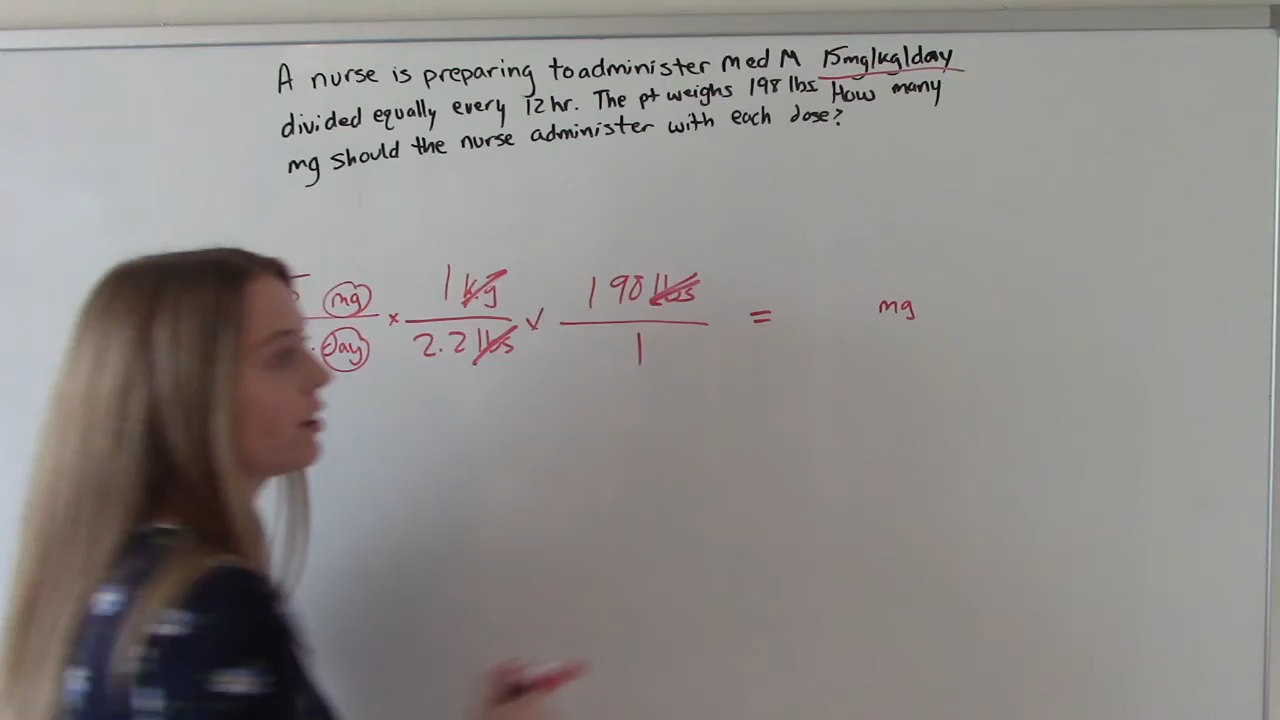 A nurse is preparing to administer med M 15mg/kg/day
divided equally every 12 hr. The pt weighs 198 lbs How many
mg should the nurse administer with each dose?
mg × 1 kg 198 lbs = mg
day 2.2 lbs 1